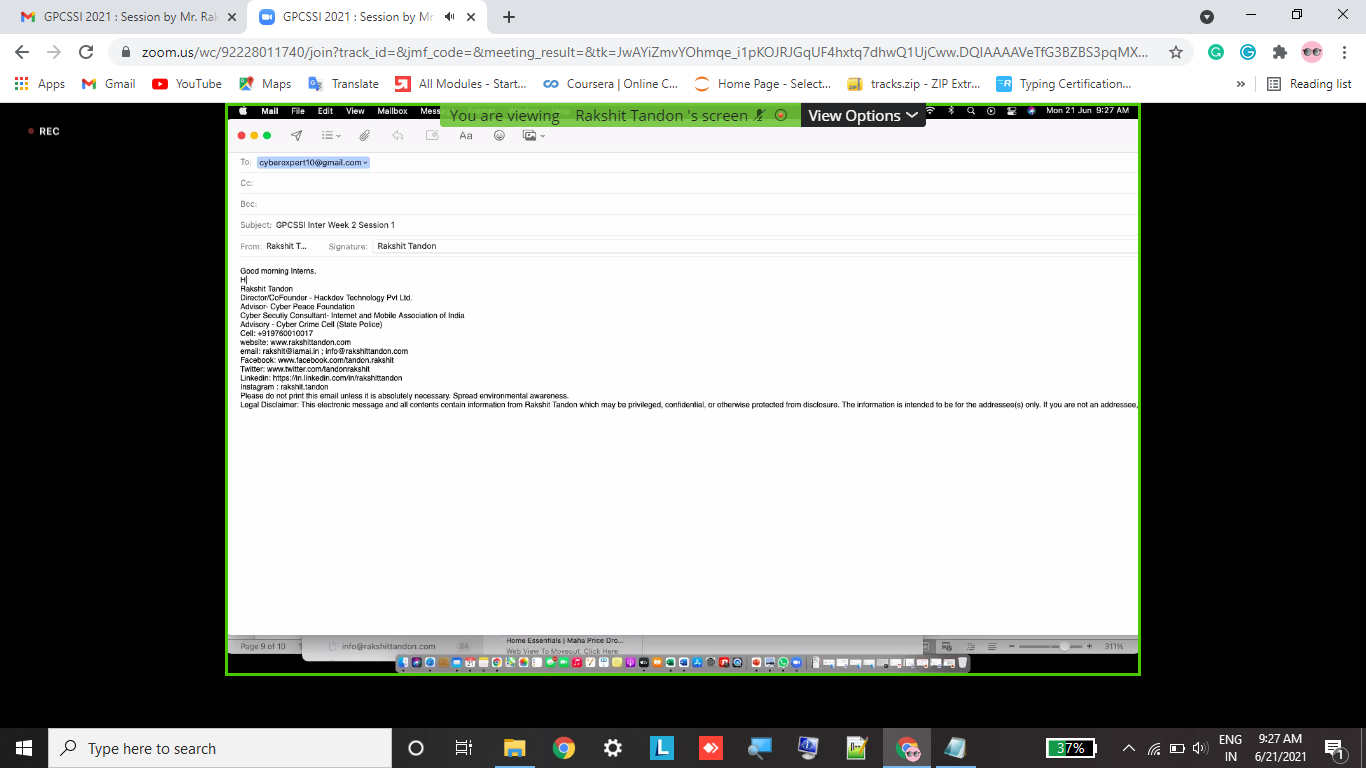 GPCSSI 2021 : Session by Mr. Rak
GPCSSI 2021 : Session by Mr.
zoom.us/wc/92228011740/join?track_id=&jmf_code=&meeting_result=&tk=JwAYiZmvYOhmqe_i1pKOJRJGqUF4hxtq7dhwQ1UjCww.DQIAAAAVeTfG3BZBS3pqMX...
Apps Gmail YouTube Maps Translate All Modules - Start... Coursera | Online C... Home Page - Select... tracks.zip - ZIP Extr... Typing Certification... » Reading list
REC
Mail File Edit View Mailbox Mess Mon 21 Jun 9:27 AM
You are viewing Rakshit Tandon 's screen View Options
Aa
To: cyberexpert10@gmail.com
Cc:
Bcc:
Subject: GPCSSI Inter Week 2 Session 1
From: Rakshit T... Signature: Rakshit Tandon
Good morning Interns,
H
Rakshit Tandon
Director/CoFounder - Hackdev Technology Pvt Ltd.
Advisor- Cyber Peace Foundation
Cyber Secutiy Consultant- Internet and Mobile Association of India
Advisory - Cyber Crime Cell (State Police)
Cell: +919760010017
website: www.rakshittandon.com
email: rakshit@iamai.in ; info@rakshittandon.com
Facebook: www.facebook.com/tandon.rakshit
Twitter: www.twitter.com/tandonrakshit
Linkedin: https://in.linkedin.com/in/rakshittandon
Instagram : rakshit.tandon
Please do not print this email unless it is absolutely necessary. Spread environmental awareness.
Legal Disclaimer: This electronic message and all contents contain information from Rakshit Tandon which may be privileged, confidential, or otherwise protected from disclosure. The information is intended to be for the addressee(s) only. If you are not an addressee,
Home Essentials | Maha Price Dro...
Page 9 of 10 info@rakshittandon.com 24 Web View To Moveout Click Here 311%
Type here to search
37%
ENG
IN
9:27 AM
6/21/2021
1